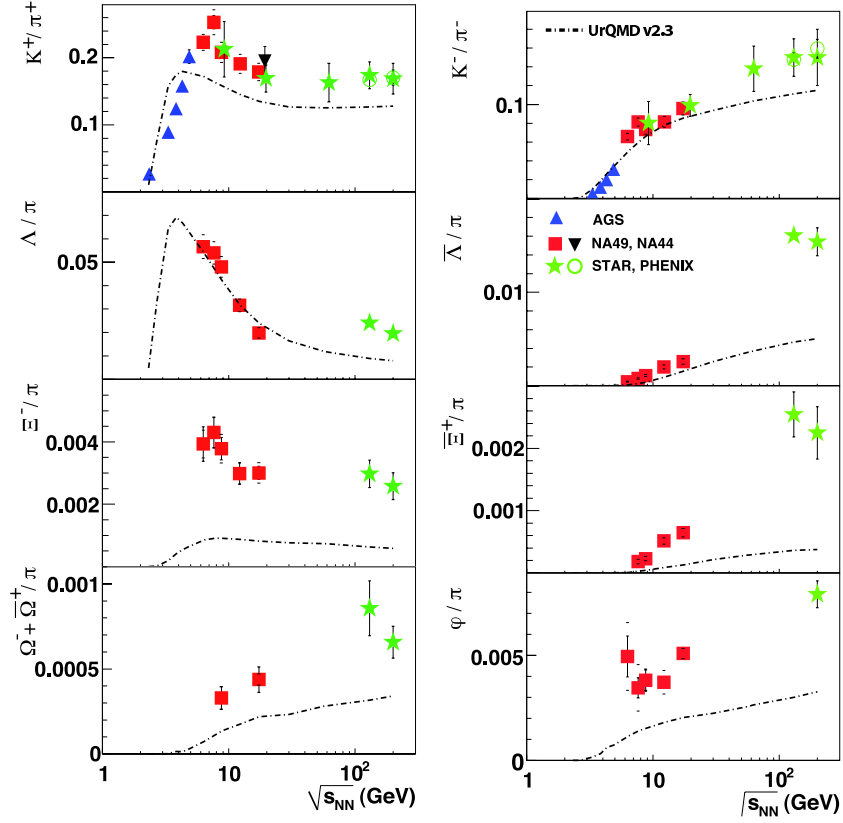 K⁺/π⁺
0.2
0.1
Λ/π
0.05
Ξ⁻/π
0.004
0.002
Ω⁻+Ω̅⁺/π
0.001
0.0005
0
1
10
10²
√s_NN (GeV)
K⁻/π⁻
0.1
UrQMD v2.3
Λ̅/π
0.01
AGS
NA49, NA44
STAR, PHENIX
Ξ̅⁺/π
0.002
0.001
φ/π
0.005
0
1
10
10²
√s_NN (GeV)